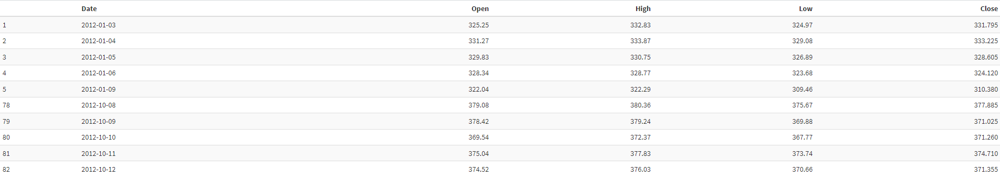 Date Open High Low Close
1 2012-01-03 325.25 332.83 324.97 331.795
2 2012-01-04 331.27 333.87 329.08 333.225
3 2012-01-05 329.83 330.75 326.89 328.605
4 2012-01-06 328.34 328.77 323.68 324.120
5 2012-01-09 322.04 322.29 309.46 310.380
78 2012-10-08 379.08 380.36 375.67 377.885
79 2012-10-09 378.42 379.24 369.88 371.025
80 2012-10-10 369.54 372.37 367.77 371.260
81 2012-10-11 375.04 377.83 373.74 374.710
82 2012-10-12 374.52 376.03 370.66 371.355